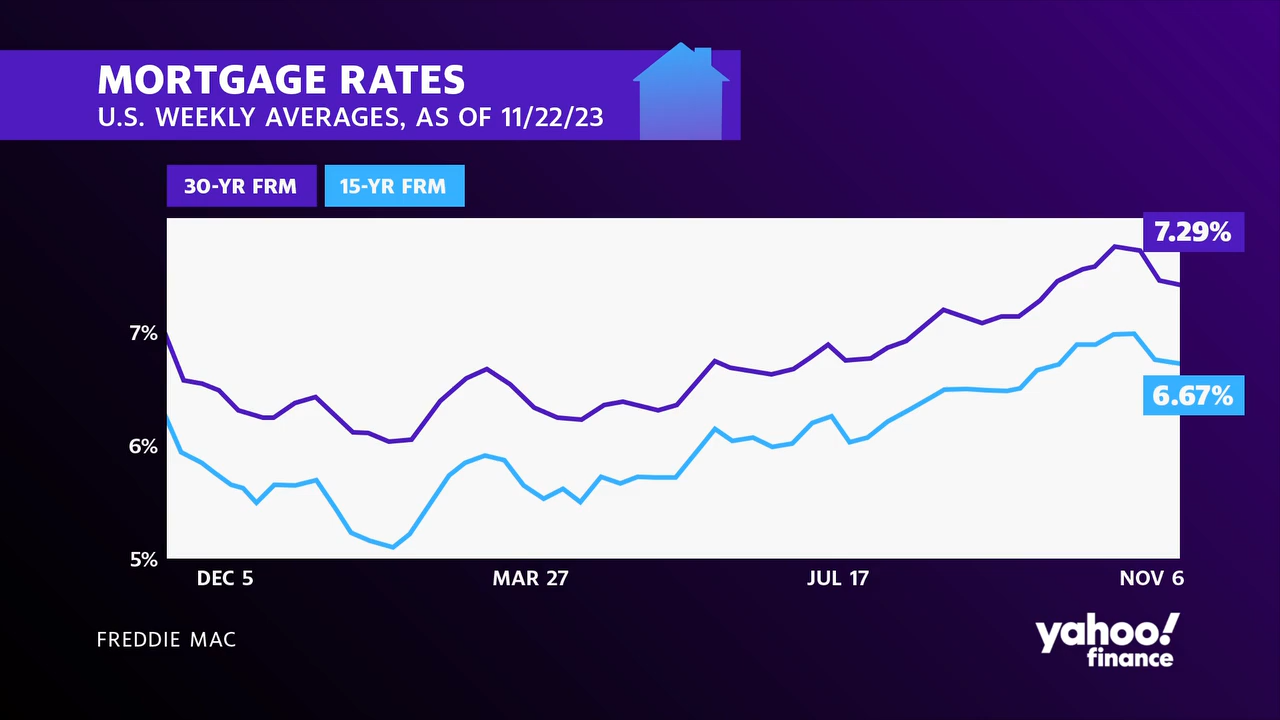 MORTGAGE RATES
U.S. WEEKLY AVERAGES, AS OF 11/22/23
30-YR FRM
15-YR FRM
7.29%
7%
6.67%
6%
5%
DEC 5
MAR 27
JUL 17
NOV 6
FREDDIE MAC
yahoo!
finance